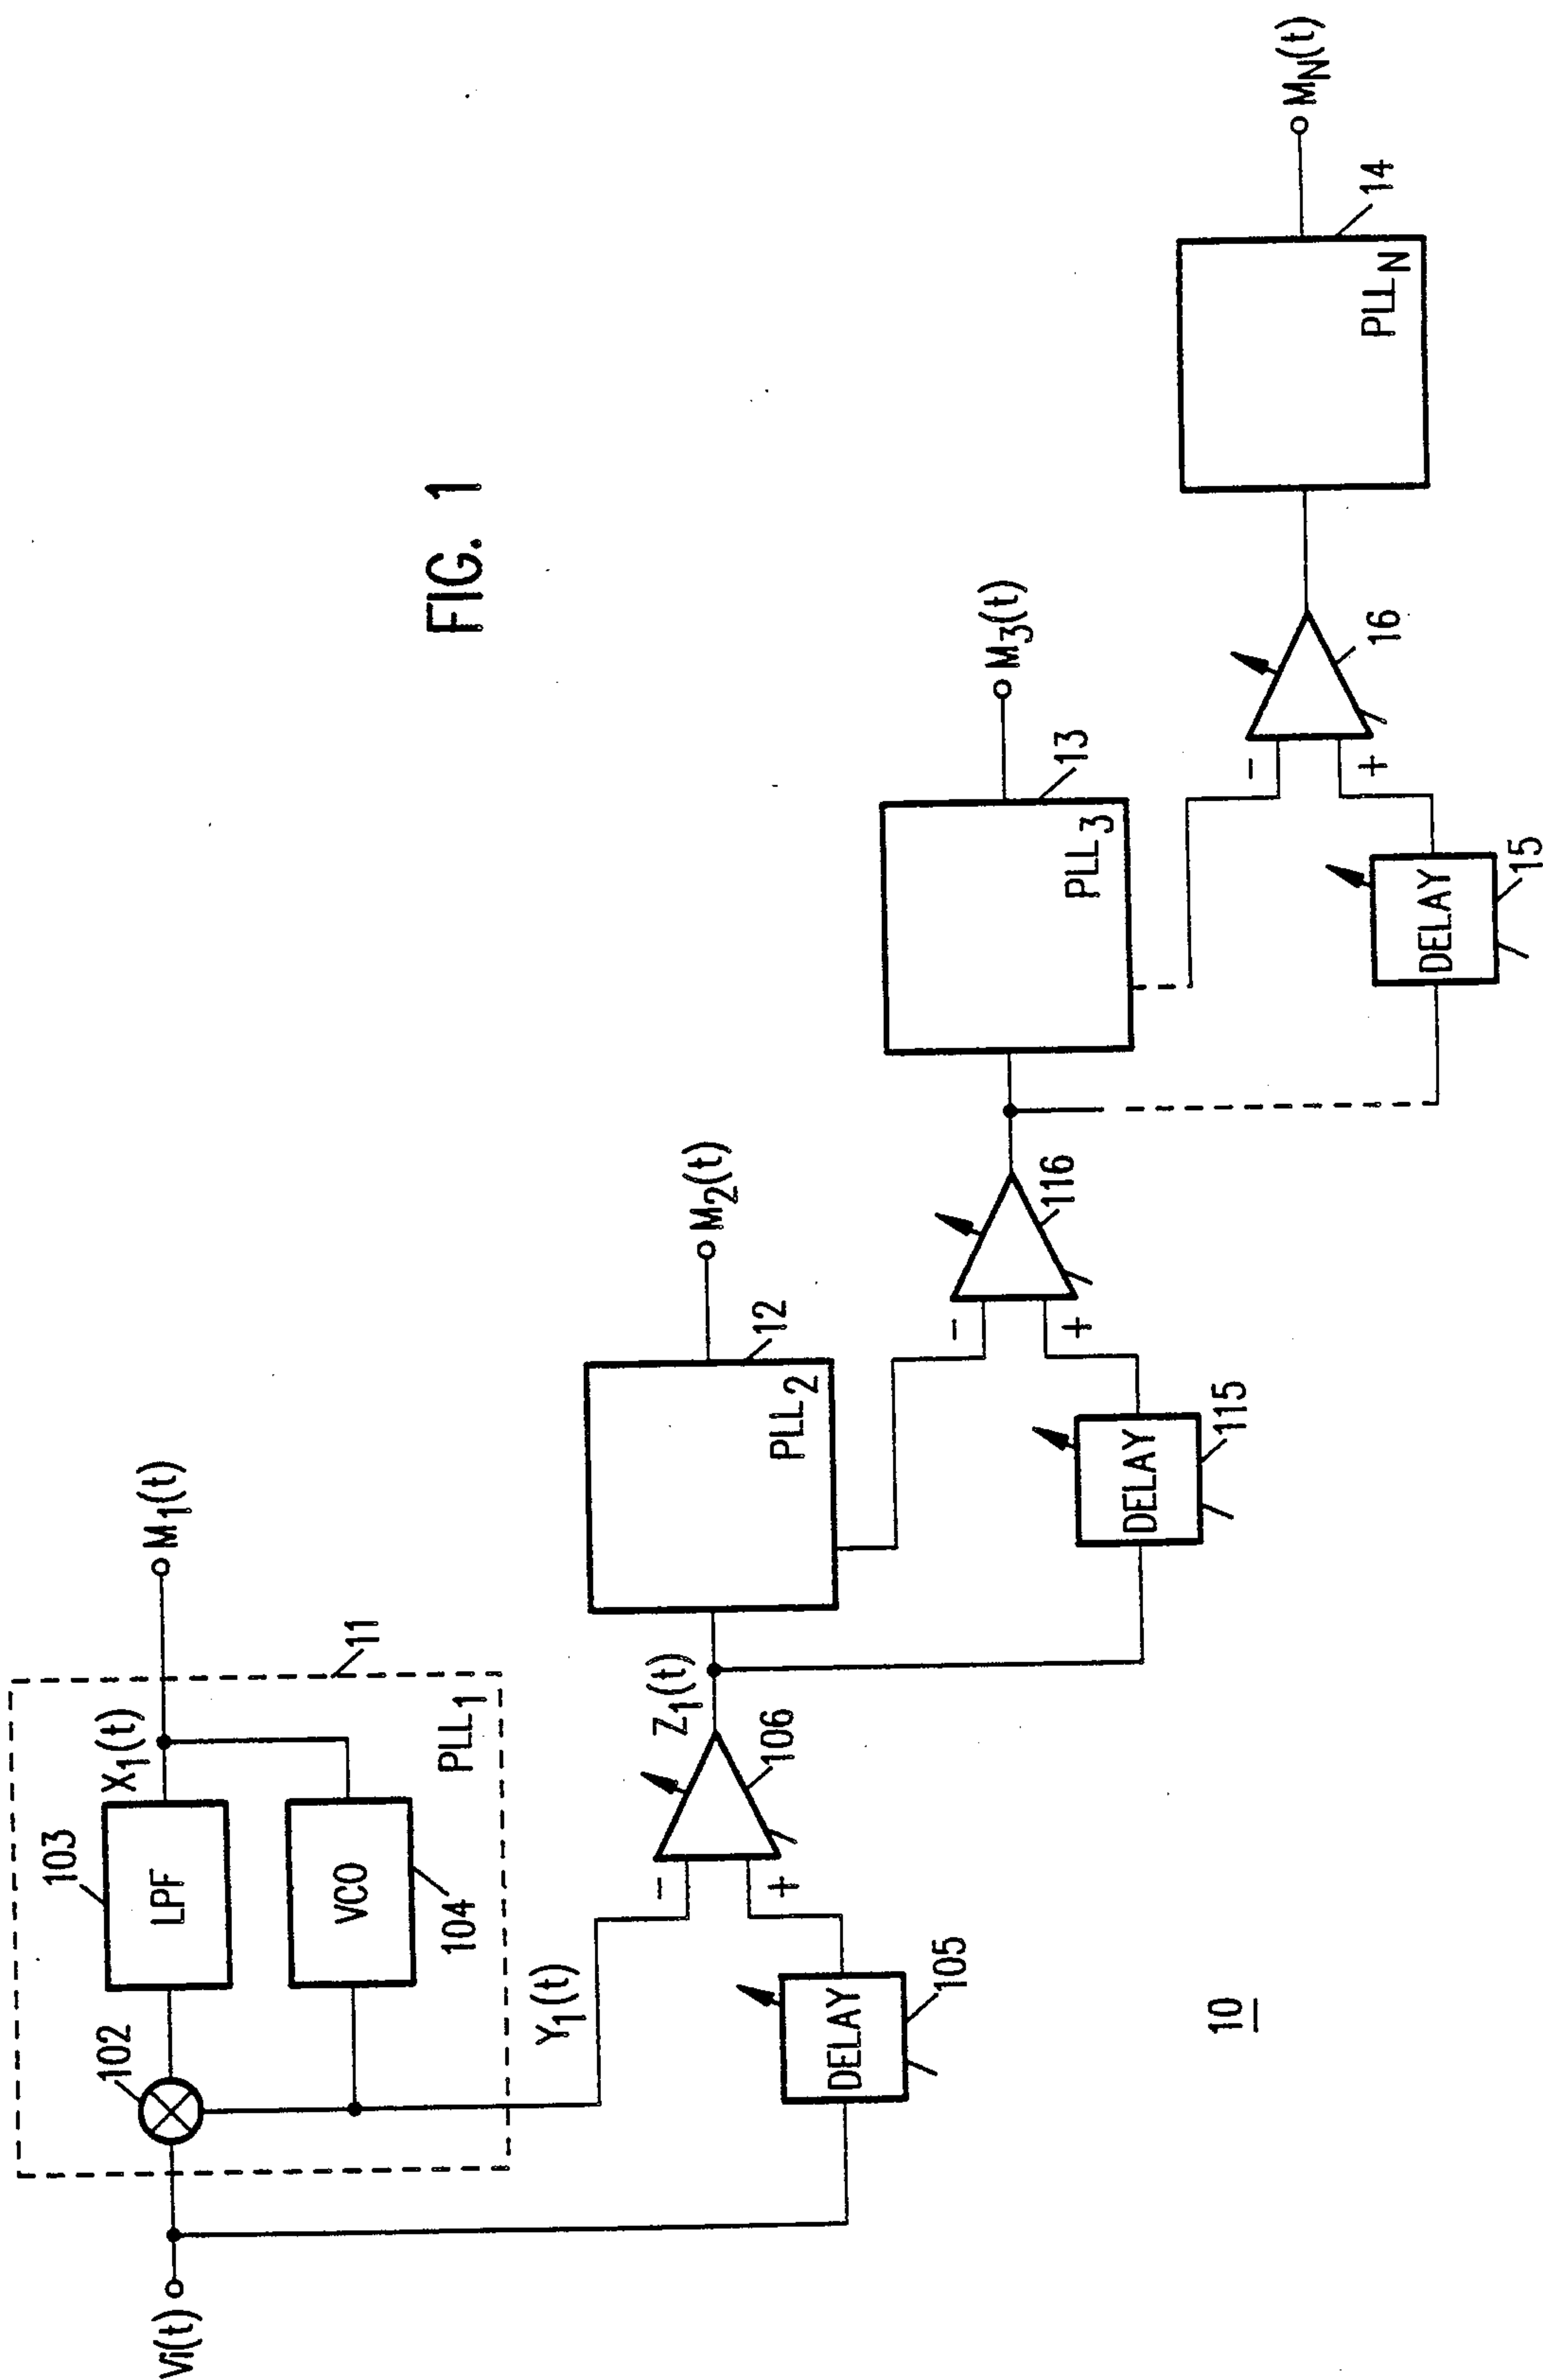 FIG. 1
Vi(t)
102
103
LPF
X1(t)
M1(t)
VCO
104
PLL1
11
Y1(t)
DELAY
105
-
+
106
Z1(t)
PLL2
12
M2(t)
DELAY
115
-
+
116
PLL3
13
M3(t)
DELAY
15
-
+
16
PLLN
14
MN(t)
10